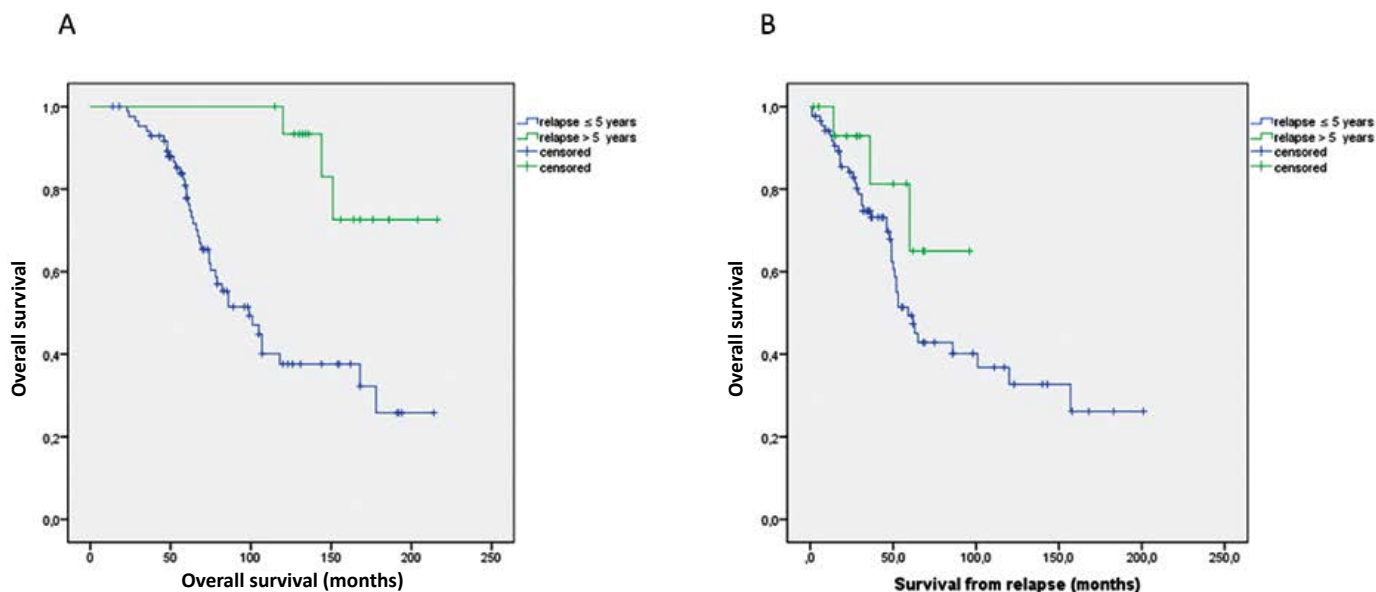 A
Overall survival
1,0
0,8
0,6
0,4
0,2
0,0
0 50 100 150 200 250
Overall survival (months)
relapse ≤ 5 years
relapse > 5 years
censored
censored
B
Overall survival
1,0
0,8
0,6
0,4
0,2
0,0
,0 50,0 100,0 150,0 200,0 250,0
Survival from relapse (months)
relapse ≤ 5 years
relapse > 5 years
censored
censored